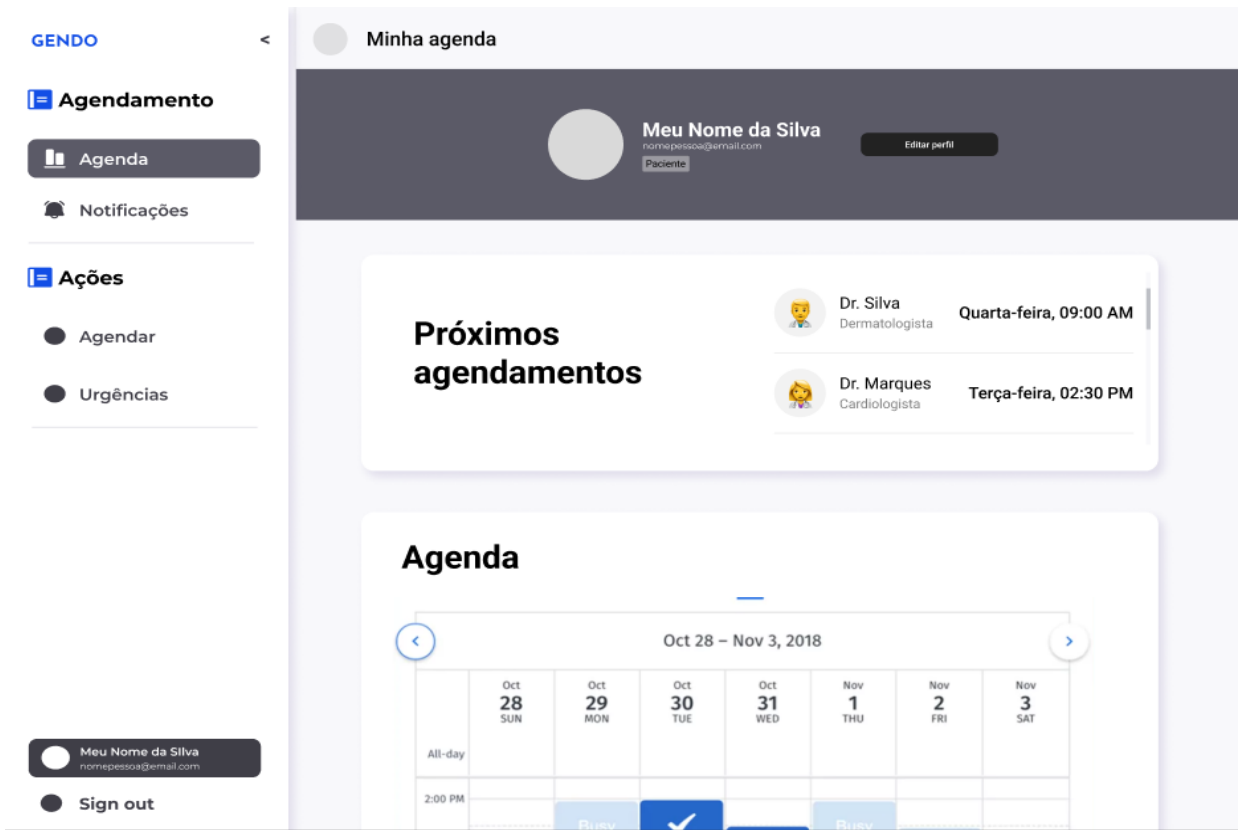 GENDO
<
Agendamento
Agenda
Notificações
Ações
Agendar
Urgências
Meu Nome da SIlva
nomepessoa@email.com
Sign out
Minha agenda
Meu Nome da Silva
nomepessoa@email.com
Paciente
Editar perfil
Próximos
agendamentos
Dr. Silva
Dermatologista
Quarta-feira, 09:00 AM
Dr. Marques
Cardiologista
Terça-feira, 02:30 PM
Agenda
Oct 28 – Nov 3, 2018
Oct Oct Oct Oct Nov Nov Nov
28 29 30 31 1 2 3
SUN MON TUE WED THU FRI SAT
All-day
2:00 PM
Busy Busy